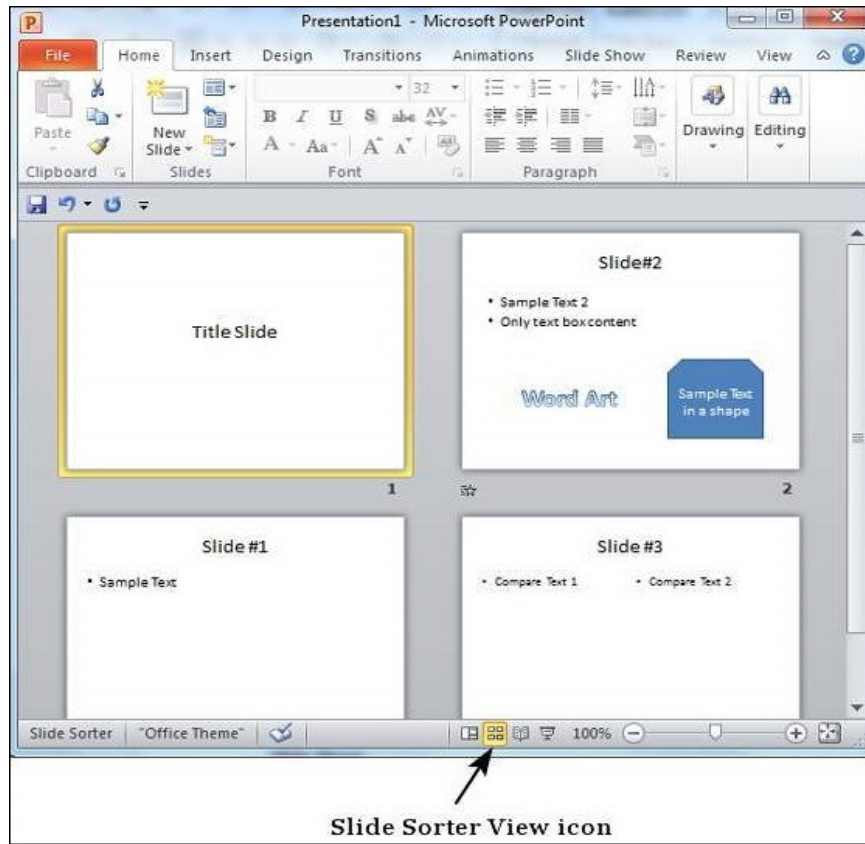 P Presentation1 - Microsoft PowerPoint
File Home Insert Design Transitions Animations Slide Show Review View
32
Paste New Slide B I U S abc AV A Aa A A Drawing Editing
Clipboard Slides Font Paragraph
Title Slide
1
Slide#2
• Sample Text 2
• Only text box content
Word Art
Sample Text
in a shape
2
Slide #1
• Sample Text
Slide #3
• Compare Text 1 • Compare Text 2
Slide Sorter "Office Theme" 100%
Slide Sorter View icon